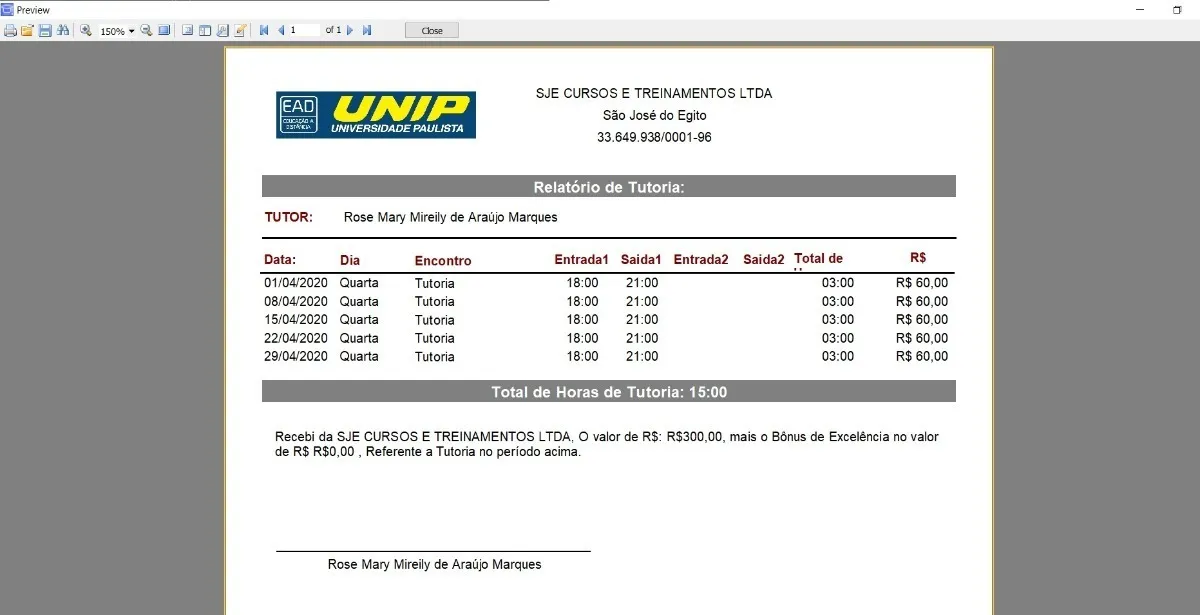 Preview
150%
1
of 1
Close
EAD
EDUCAÇÃO A
DISTÂNCIA
UNIP
UNIVERSIDADE PAULISTA
SJE CURSOS E TREINAMENTOS LTDA
São José do Egito
33.649.938/0001-96
Relatório de Tutoria:
TUTOR: Rose Mary Mireily de Araújo Marques
Data: Dia Encontro Entrada1 Saida1 Entrada2 Saida2 Total de R$
01/04/2020 Quarta Tutoria 18:00 21:00 03:00 R$ 60,00
08/04/2020 Quarta Tutoria 18:00 21:00 03:00 R$ 60,00
15/04/2020 Quarta Tutoria 18:00 21:00 03:00 R$ 60,00
22/04/2020 Quarta Tutoria 18:00 21:00 03:00 R$ 60,00
29/04/2020 Quarta Tutoria 18:00 21:00 03:00 R$ 60,00
Total de Horas de Tutoria: 15:00
Recebi da SJE CURSOS E TREINAMENTOS LTDA, O valor de R$: R$300,00, mais o Bônus de Excelência no valor
de R$ R$0,00 , Referente a Tutoria no período acima.
Rose Mary Mireily de Araújo Marques